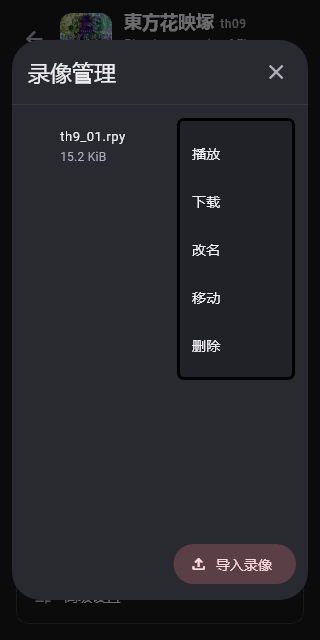 東方花映塚 th09
录像管理
th9_01.rpy
15.2 KiB
播放
下载
改名
移动
删除
导入录像